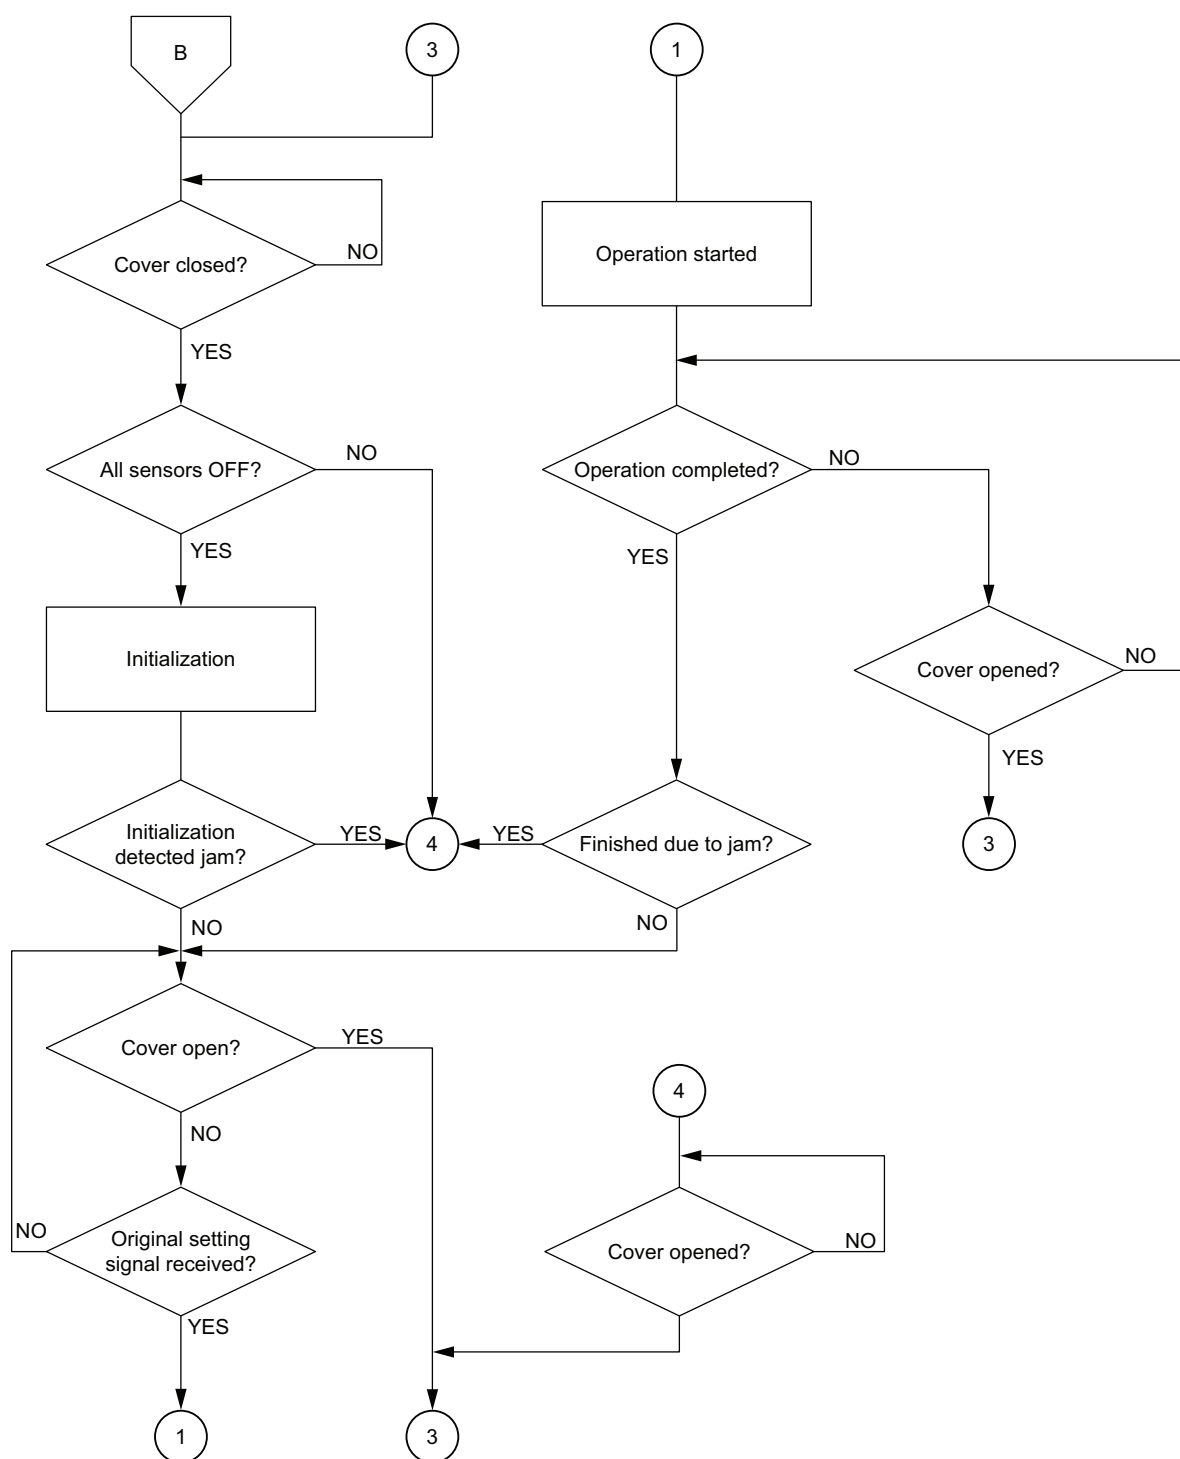 B
3
1
Cover closed?
NO
Operation started
YES
All sensors OFF?
NO
Operation completed?
NO
YES
YES
Initialization
Cover opened?
NO
YES
Initialization
detected jam?
YES
4
YES
Finished due to jam?
3
NO
NO
Cover open?
YES
4
NO
Original setting
signal received?
NO
Cover opened?
NO
YES
1
3